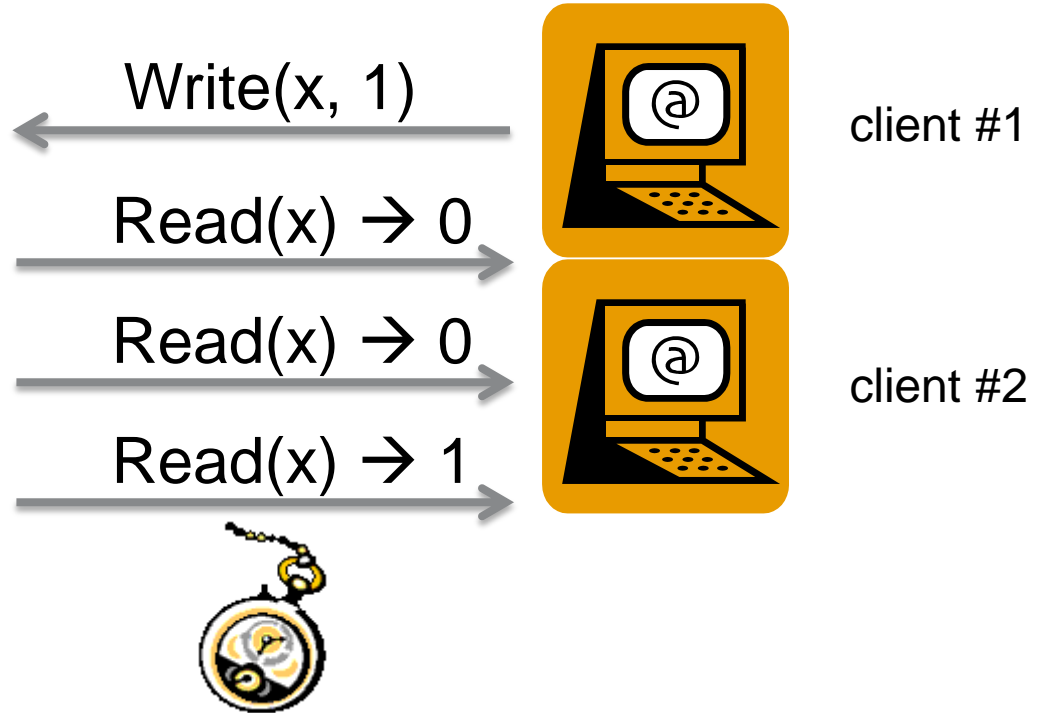 Write(x, 1)
client #1
Read(x) → 0
Read(x) → 0
client #2
Read(x) → 1